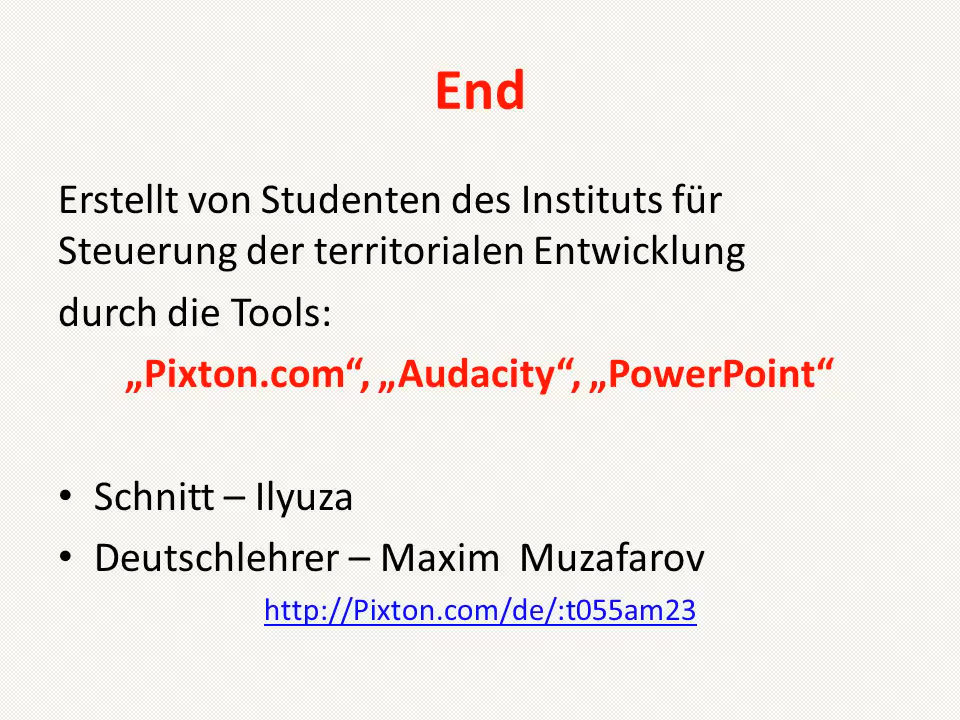 End
Erstellt von Studenten des Instituts für
Steuerung der territorialen Entwicklung
durch die Tools:
„Pixton.com“, „Audacity“, „PowerPoint“
• Schnitt – Ilyuza
• Deutschlehrer – Maxim  Muzafarov
http://Pixton.com/de/:t055am23